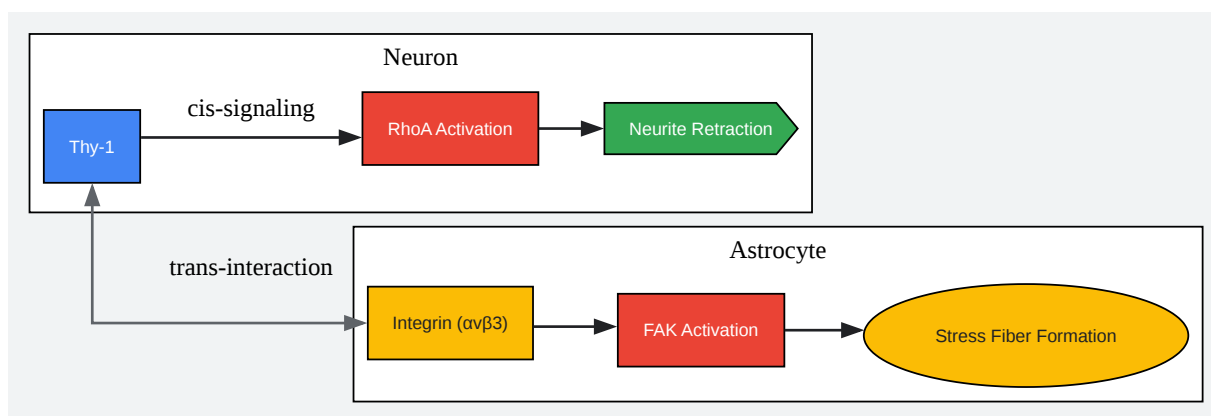 Neuron
cis-signaling
Thy-1
RhoA Activation
Neurite Retraction
trans-interaction
Astrocyte
Integrin (αvβ3)
FAK Activation
Stress Fiber Formation